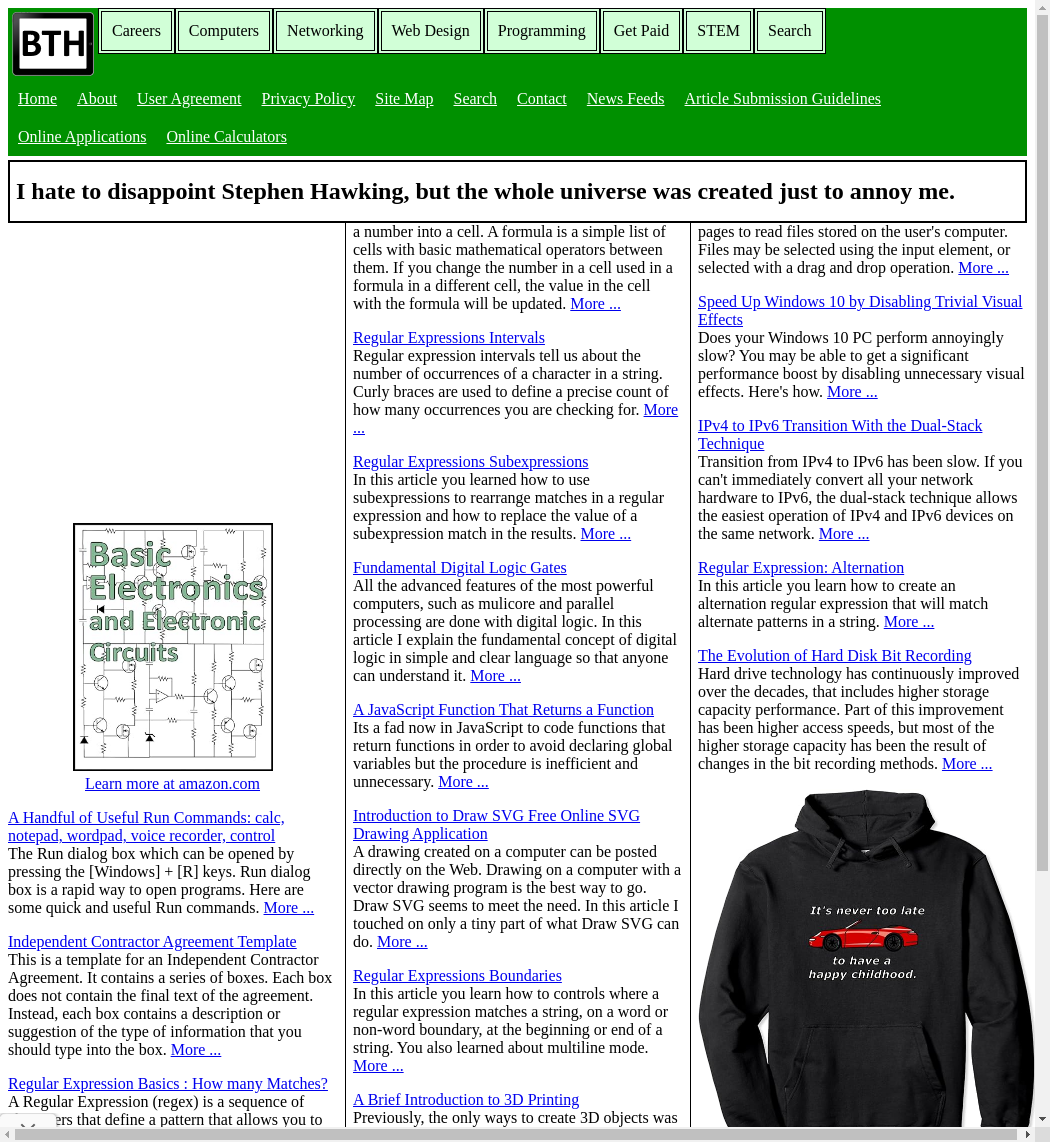 BTH
Careers
Computers
Networking
Web Design
Programming
Get Paid
STEM
Search
Home About User Agreement Privacy Policy Site Map Search Contact News Feeds Article Submission Guidelines
Online Applications Online Calculators
I hate to disappoint Stephen Hawking, but the whole universe was created just to annoy me.
Basic
Electronics
and Electronic
Circuits
Learn more at amazon.com
A Handful of Useful Run Commands: calc,
notepad, wordpad, voice recorder, control
The Run dialog box which can be opened by
pressing the [Windows] + [R] keys. Run dialog
box is a rapid way to open programs. Here are
some quick and useful Run commands. More ...
Independent Contractor Agreement Template
This is a template for an Independent Contractor
Agreement. It contains a series of boxes. Each box
does not contain the final text of the agreement.
Instead, each box contains a description or
suggestion of the type of information that you
should type into the box. More ...
Regular Expression Basics : How many Matches?
A Regular Expression (regex) is a sequence of
ers that define a pattern that allows you to
a number into a cell. A formula is a simple list of
cells with basic mathematical operators between
them. If you change the number in a cell used in a
formula in a different cell, the value in the cell
with the formula will be updated. More ...
Regular Expressions Intervals
Regular expression intervals tell us about the
number of occurrences of a character in a string.
Curly braces are used to define a precise count of
how many occurrences you are checking for. More
...
Regular Expressions Subexpressions
In this article you learned how to use
subexpressions to rearrange matches in a regular
expression and how to replace the value of a
subexpression match in the results. More ...
Fundamental Digital Logic Gates
All the advanced features of the most powerful
computers, such as mulicore and parallel
processing are done with digital logic. In this
article I explain the fundamental concept of digital
logic in simple and clear language so that anyone
can understand it. More ...
A JavaScript Function That Returns a Function
Its a fad now in JavaScript to code functions that
return functions in order to avoid declaring global
variables but the procedure is inefficient and
unnecessary. More ...
Introduction to Draw SVG Free Online SVG
Drawing Application
A drawing created on a computer can be posted
directly on the Web. Drawing on a computer with a
vector drawing program is the best way to go.
Draw SVG seems to meet the need. In this article I
touched on only a tiny part of what Draw SVG can
do. More ...
Regular Expressions Boundaries
In this article you learn how to controls where a
regular expression matches a string, on a word or
non-word boundary, at the beginning or end of a
string. You also learned about multiline mode.
More ...
A Brief Introduction to 3D Printing
Previously, the only ways to create 3D objects was
pages to read files stored on the user's computer.
Files may be selected using the input element, or
selected with a drag and drop operation. More ...
Speed Up Windows 10 by Disabling Trivial Visual
Effects
Does your Windows 10 PC perform annoyingly
slow? You may be able to get a significant
performance boost by disabling unnecessary visual
effects. Here's how. More ...
IPv4 to IPv6 Transition With the Dual-Stack
Technique
Transition from IPv4 to IPv6 has been slow. If you
can't immediately convert all your network
hardware to IPv6, the dual-stack technique allows
the easiest operation of IPv4 and IPv6 devices on
the same network. More ...
Regular Expression: Alternation
In this article you learn how to create an
alternation regular expression that will match
alternate patterns in a string. More ...
The Evolution of Hard Disk Bit Recording
Hard drive technology has continuously improved
over the decades, that includes higher storage
capacity performance. Part of this improvement
has been higher access speeds, but most of the
higher storage capacity has been the result of
changes in the bit recording methods. More ...
It's never too late
to have a
happy childhood.